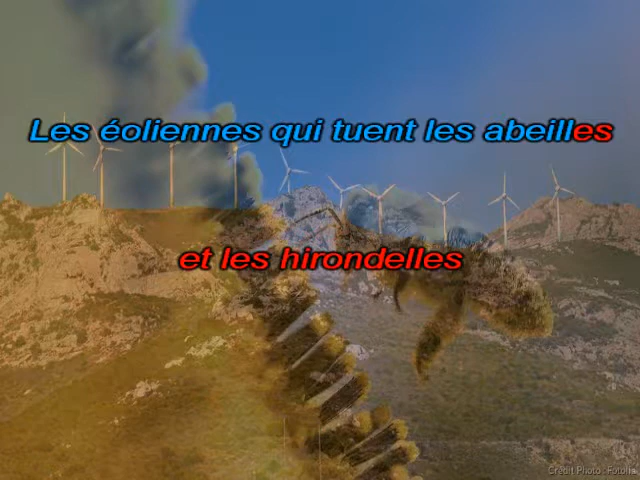 Les éoliennes qui tuent les abeilles
et les hirondelles
Crédit Photo : Fotolia